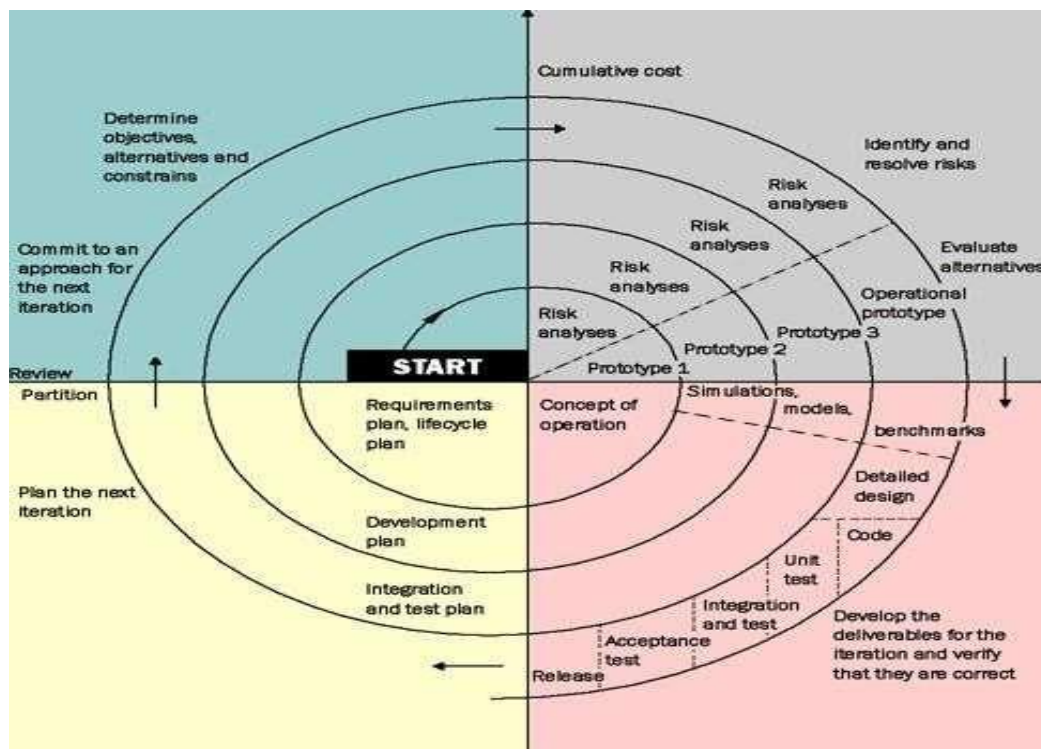 Cumulative cost
Determine
objectives,
alternatives and
constrains
Identify and
resolve risks
Risk
analyses
Risk
analyses
Risk
analyses
Risk
analyses
Commit to an
approach for
the next
iteration
Evaluate
alternatives
Operational
prototype
Prototype 3
Prototype 2
Prototype 1
START
Review
Partition
Requirements
plan, lifecycle
plan
Concept of
operation
Simulations,
models,
benchmarks
Plan the next
iteration
Detailed
design
Code
Unit
test
Development
plan
Integration
and test plan
Integration
and test
Acceptance
test
Release
Develop the
deliverables for the
iteration and verify
that they are correct